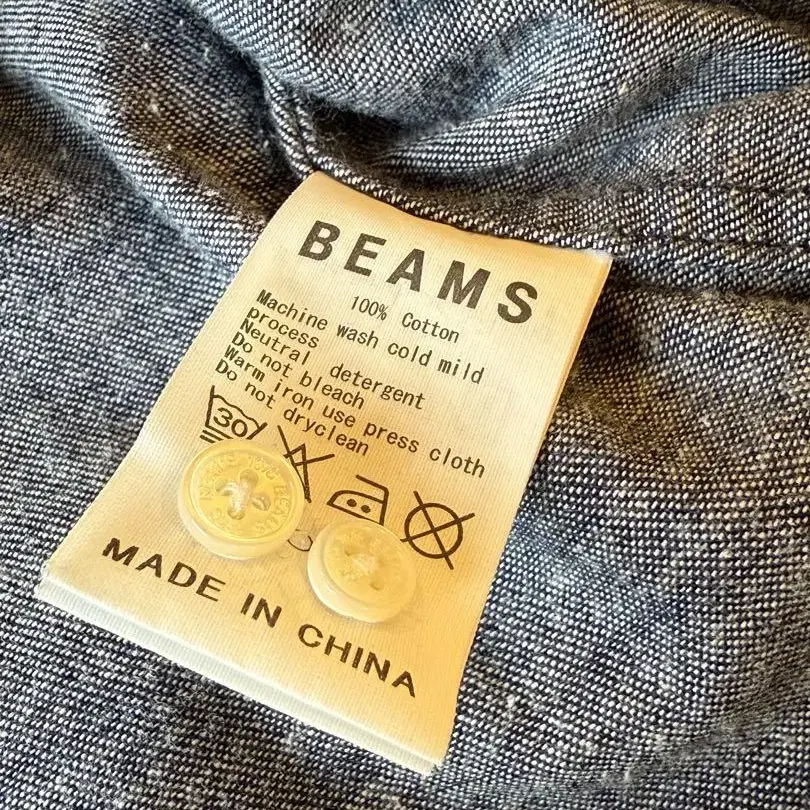 BEAMS
100% Cotton
Machine wash cold mild
process
Neutral detergent
Do not bleach
Warm iron use press cloth
Do not dryclean
30
MADE IN CHINA